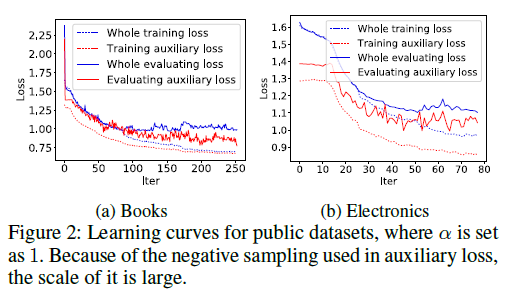 Whole training loss
Training auxiliary loss
Whole evaluating loss
Evaluating auxiliary loss
2.25
2.00
1.75
1.50
1.25
1.00
0.75
Loss
0 50 100 150 200 250
Iter
(a) Books
Whole training loss
Training auxiliary loss
Whole evaluating loss
Evaluating auxiliary loss
1.6
1.5
1.4
1.3
1.2
1.1
1.0
0.9
Loss
0 10 20 30 40 50 60 70 80
Iter
(b) Electronics
Figure 2: Learning curves for public datasets, where α is set
as 1. Because of the negative sampling used in auxiliary loss,
the scale of it is large.